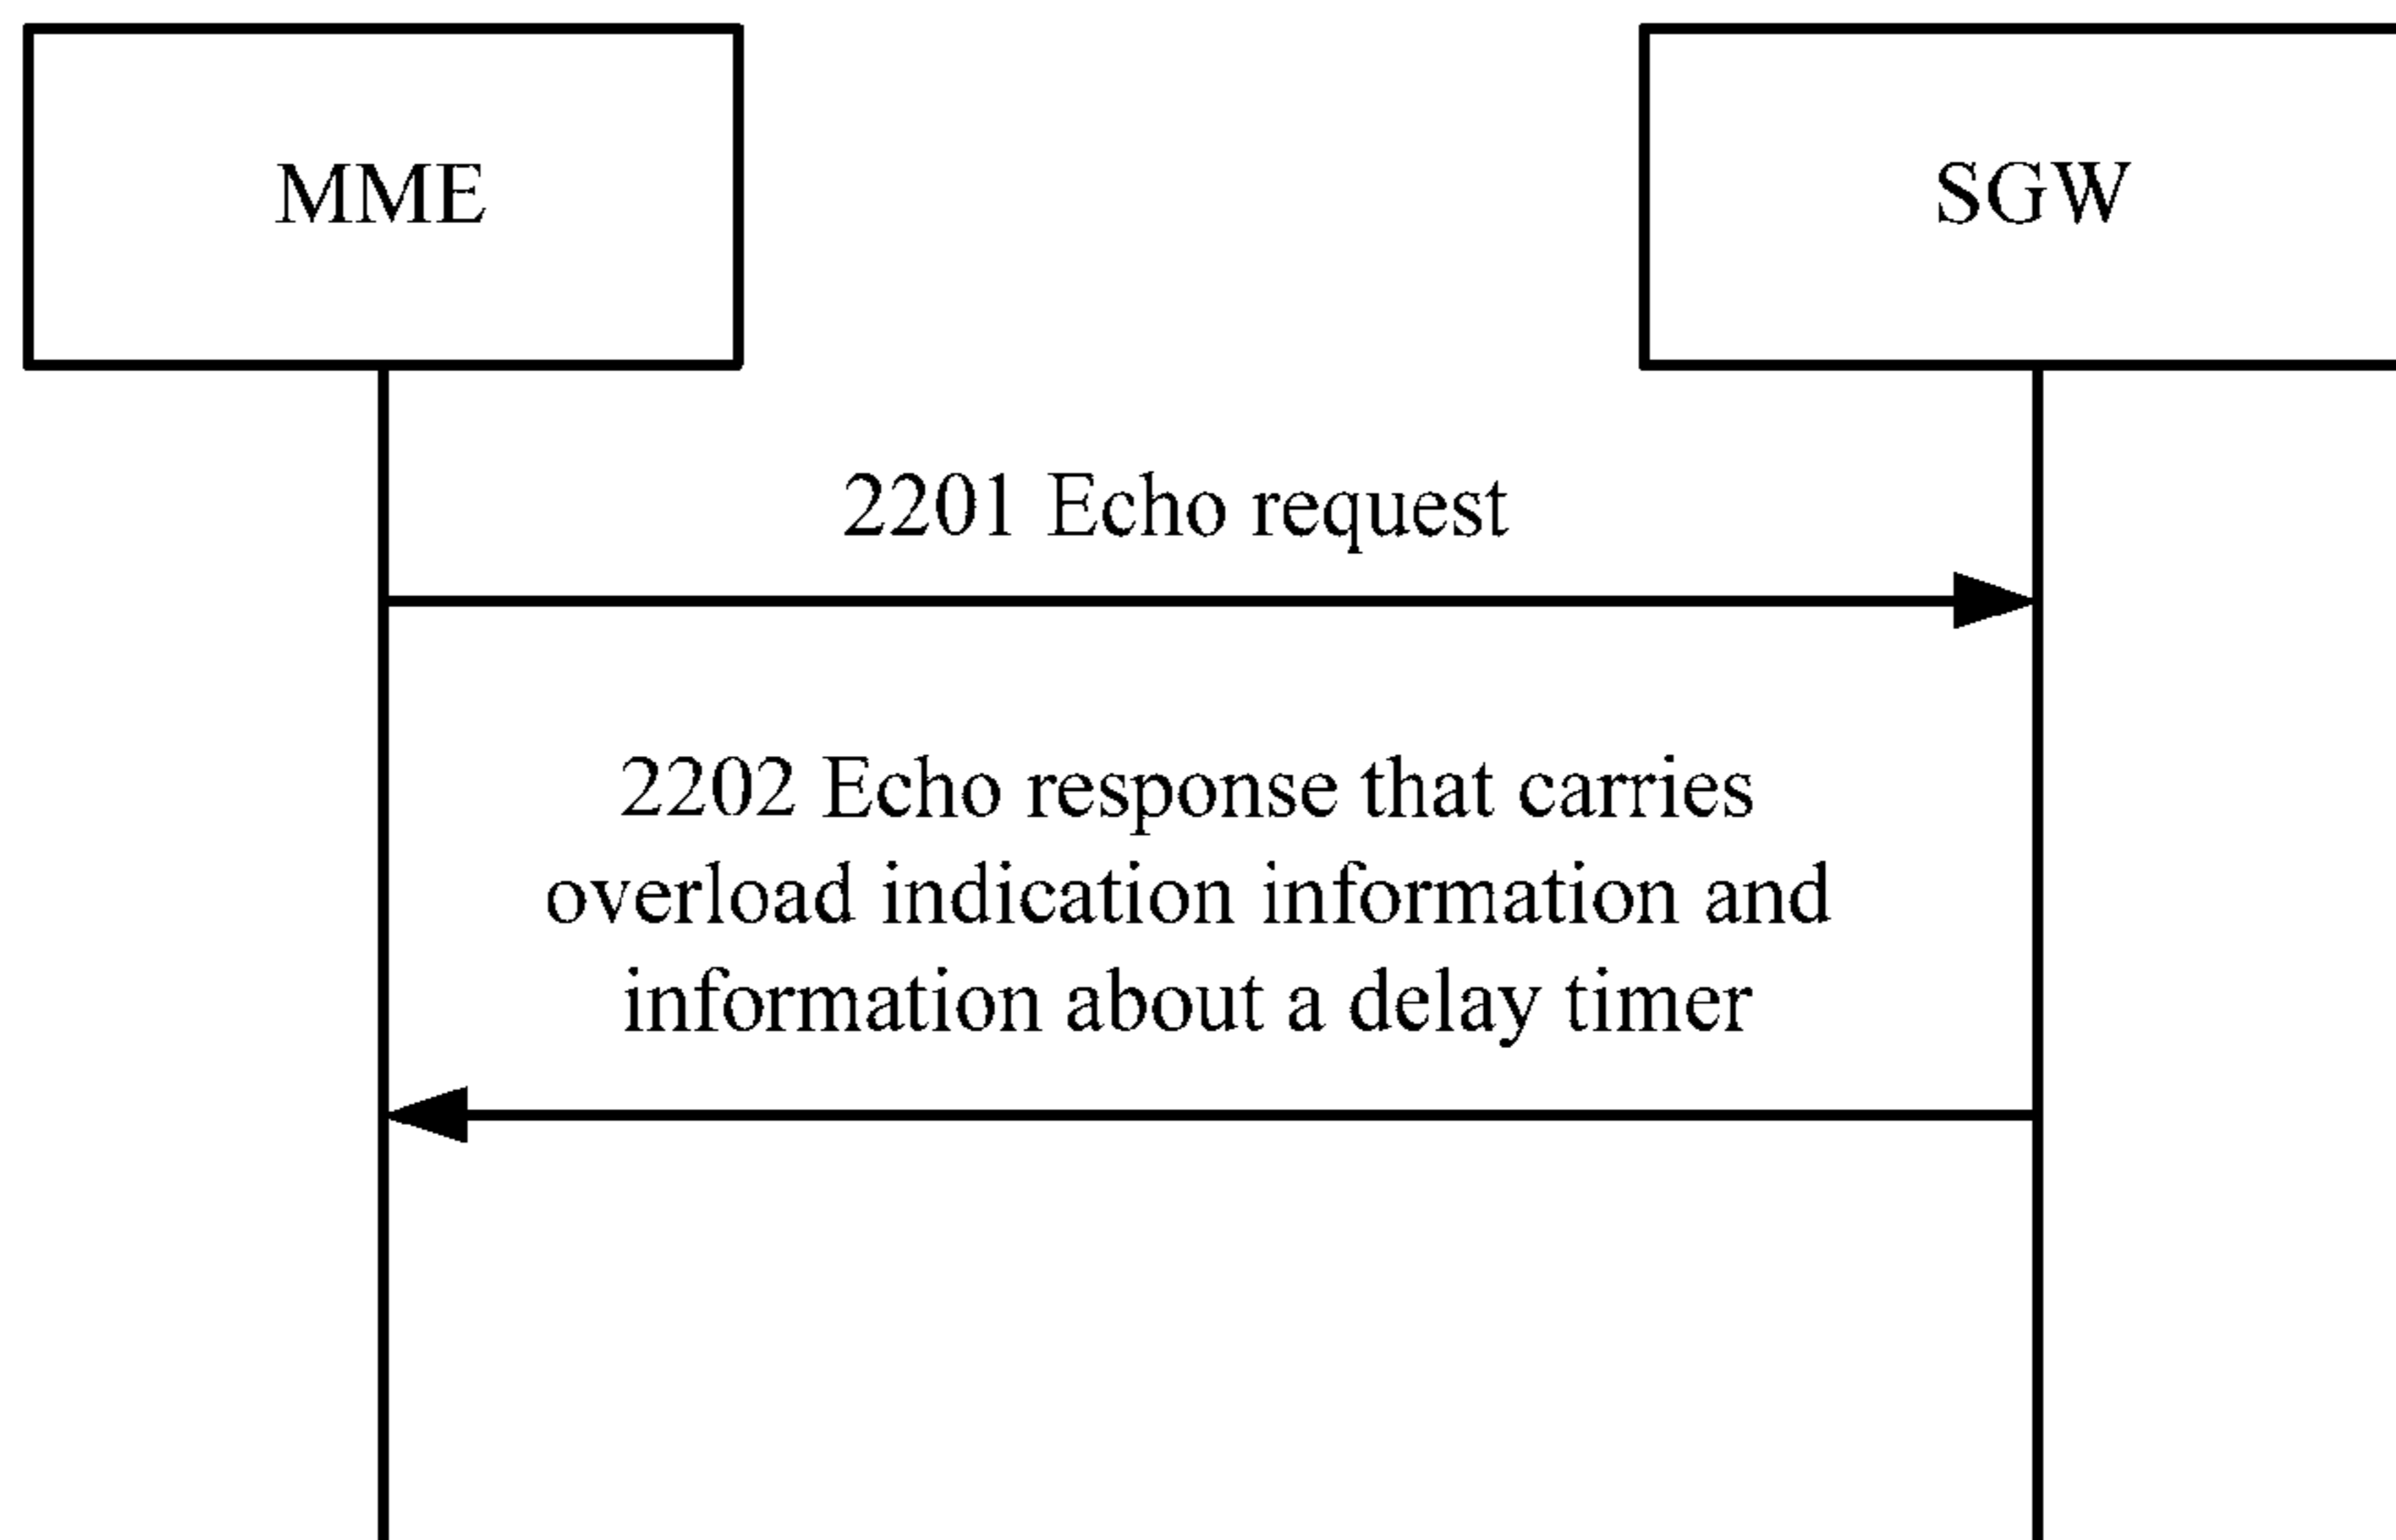 MME
SGW
2201 Echo request
2202 Echo response that carries
overload indication information and
information about a delay timer